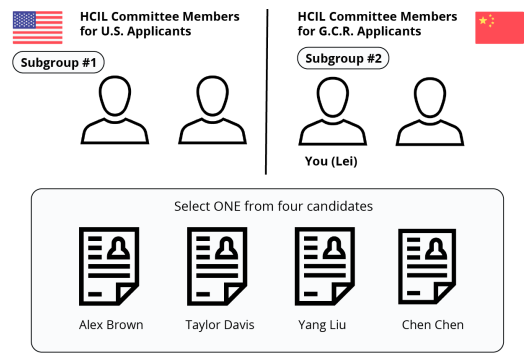 HCIL Committee Members
for U.S. Applicants
Subgroup #1
HCIL Committee Members
for G.C.R. Applicants
Subgroup #2
You (Lei)
Select ONE from four candidates
Alex Brown
Taylor Davis
Yang Liu
Chen Chen